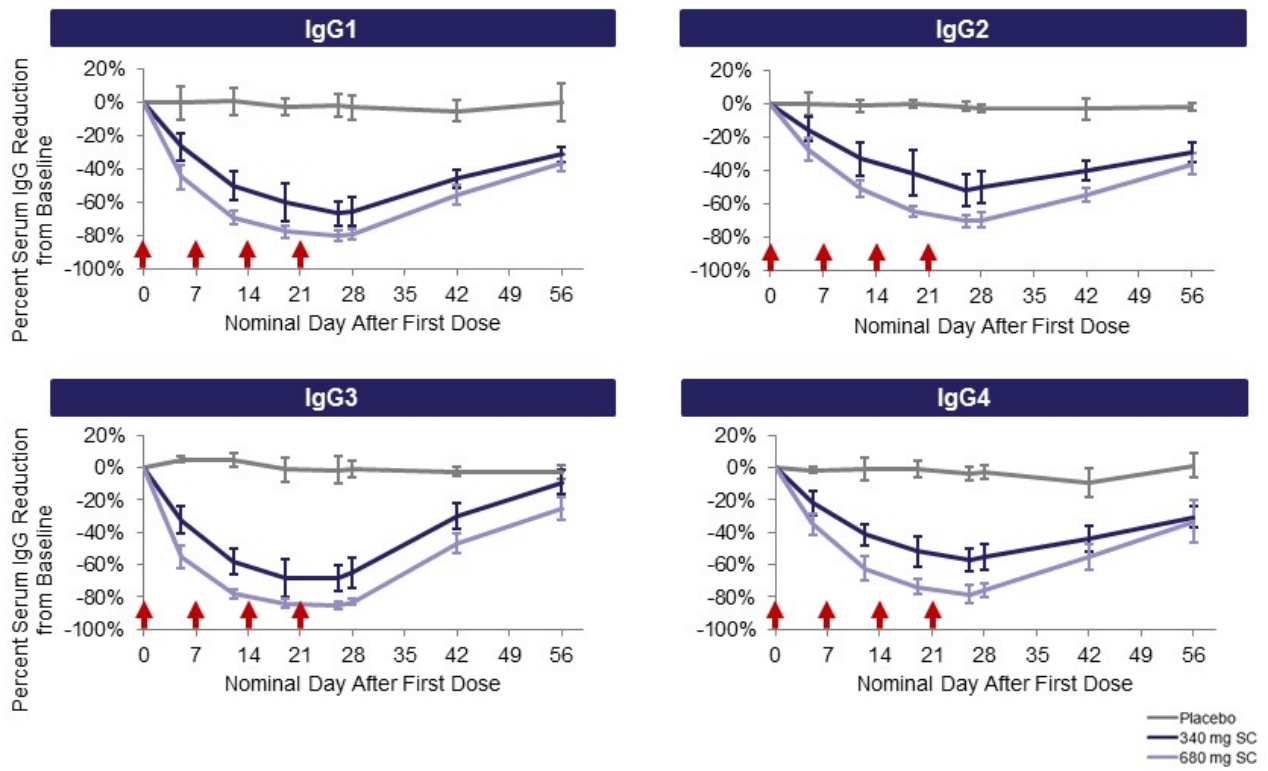 IgG1
Percent Serum IgG Reduction
from Baseline
20%
0%
-20%
-40%
-60%
-80%
-100%
0 7 14 21 28 35 42 49 56
Nominal Day After First Dose
IgG2
20%
0%
-20%
-40%
-60%
-80%
-100%
0 7 14 21 28 35 42 49 56
Nominal Day After First Dose
IgG3
Percent Serum IgG Reduction
from Baseline
20%
0%
-20%
-40%
-60%
-80%
-100%
0 7 14 21 28 35 42 49 56
Nominal Day After First Dose
IgG4
20%
0%
-20%
-40%
-60%
-80%
-100%
0 7 14 21 28 35 42 49 56
Nominal Day After First Dose
Placebo
340 mg SC
680 mg SC